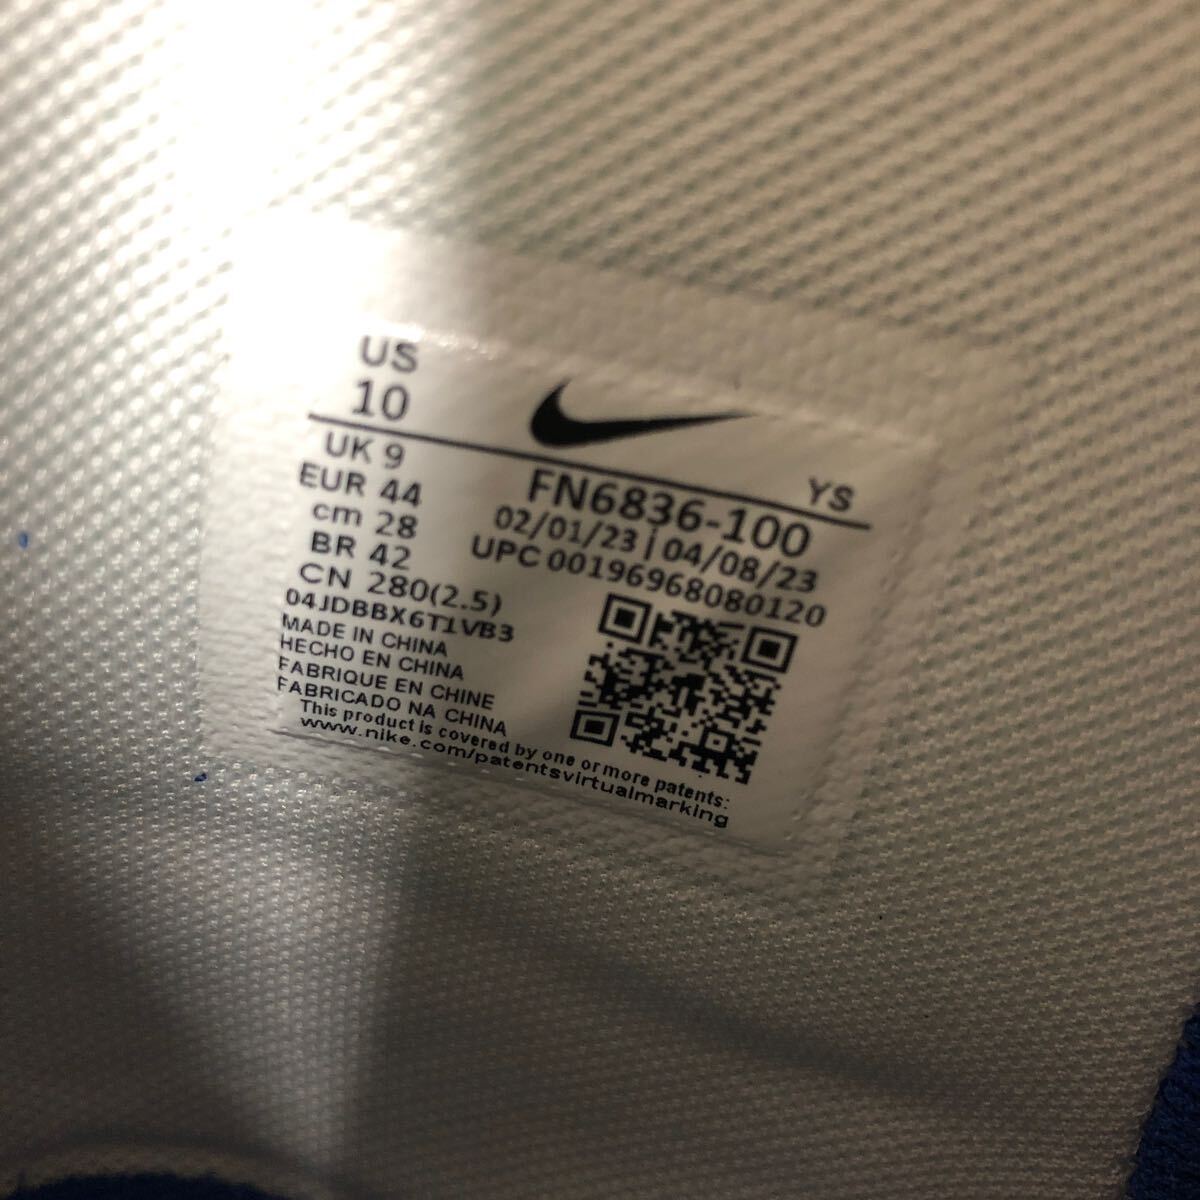 US
10
YS
UK 9
EUR 44
cm 28
BR 42
CN 280(2.5)
04JDBBX6T1VB3
MADE IN CHINA
HECHO EN CHINA
FABRIQUE EN CHINE
FABRICADO NA CHINA
This product is covered by one or more patents:
www.nike.com/patentsvirtualmarking
FN6836-100
02/01/23 | 04/08/23
UPC 00196968080120